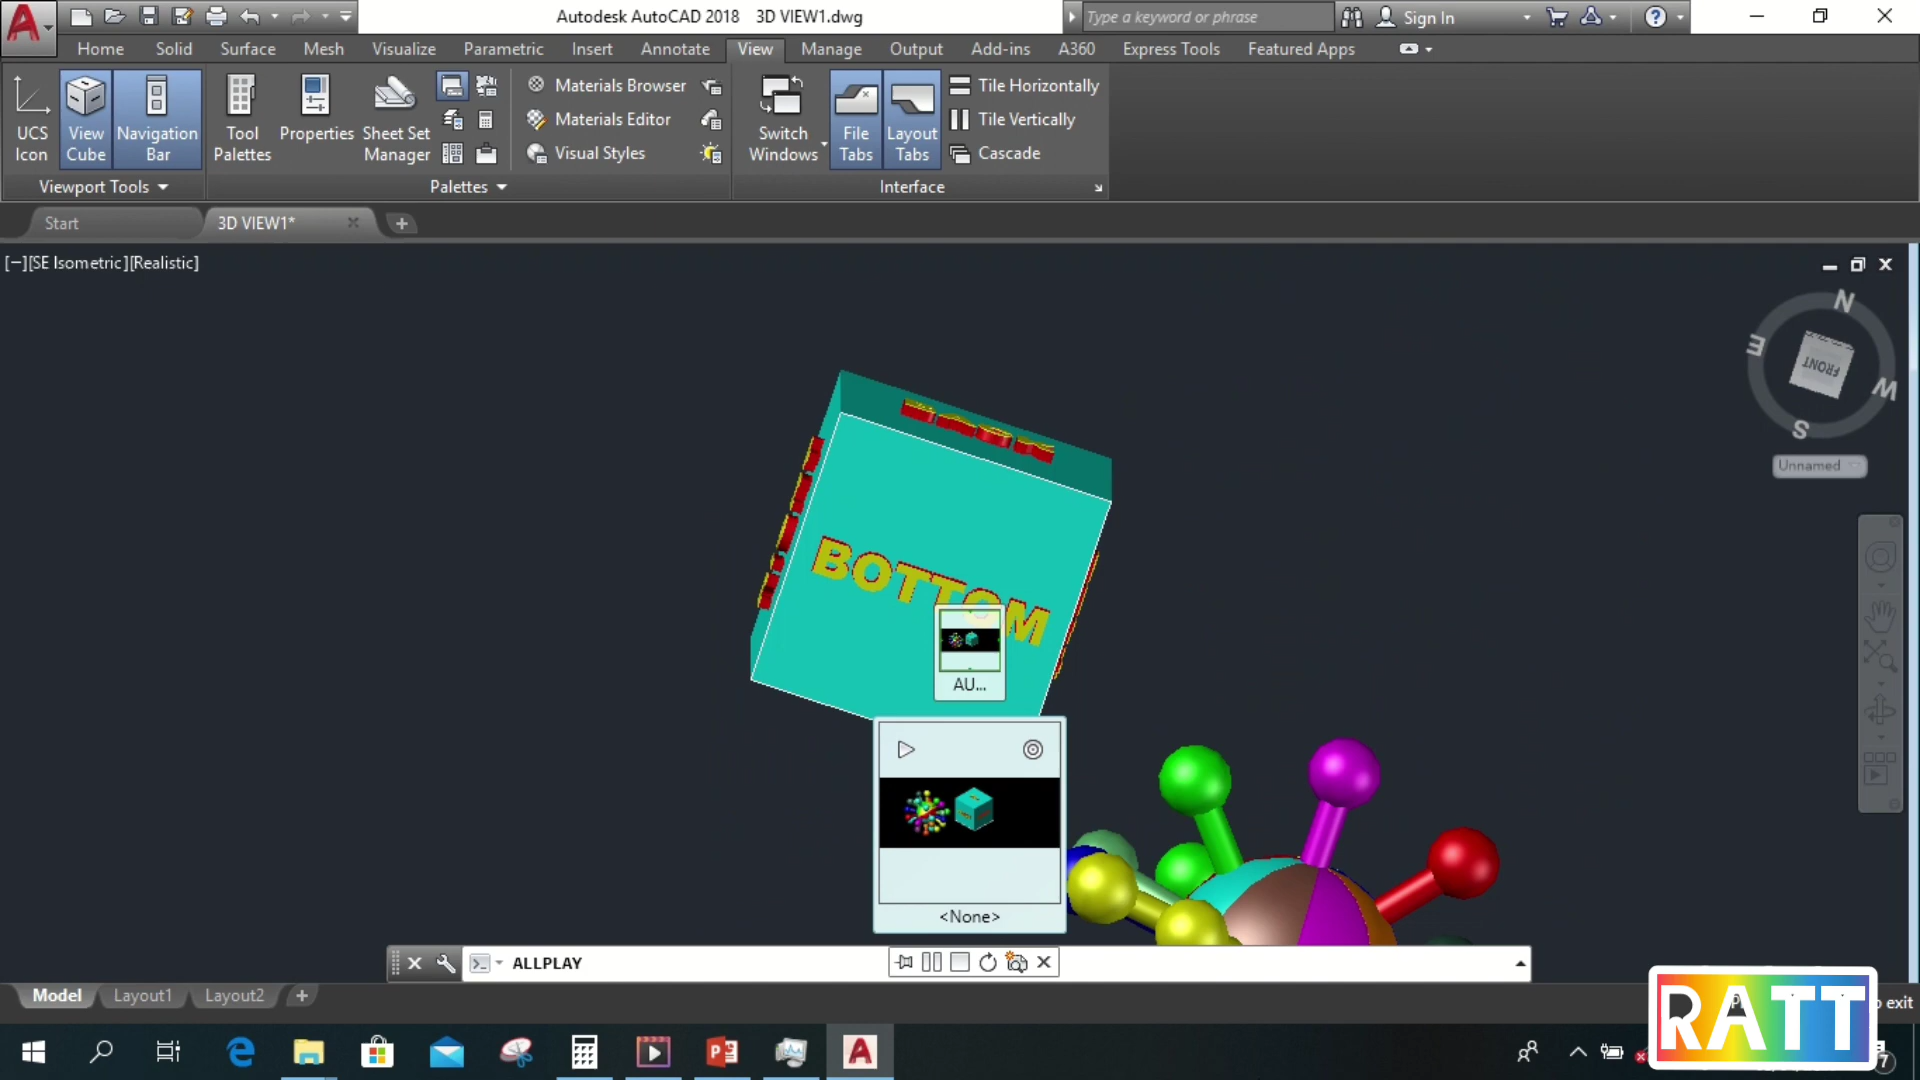 Autodesk AutoCAD 2018 3D VIEW1.dwg
Type a keyword or phrase
Sign In
Home Solid Surface Mesh Visualize Parametric Insert Annotate View Manage Output Add-ins A360 Express Tools Featured Apps
UCS Icon
View Cube
Navigation Bar
Tool Palettes
Properties
Sheet Set Manager
Materials Browser
Materials Editor
Visual Styles
Switch Windows
File Tabs
Layout Tabs
Tile Horizontally
Tile Vertically
Cascade
Viewport Tools
Palettes
Interface
Start
3D VIEW1*
[−][SE Isometric][Realistic]
N
E
FRONT
W
S
Unnamed
BOTTOM
AU...
<None>
ALLPLAY
Model Layout1 Layout2
exit
RATT
7